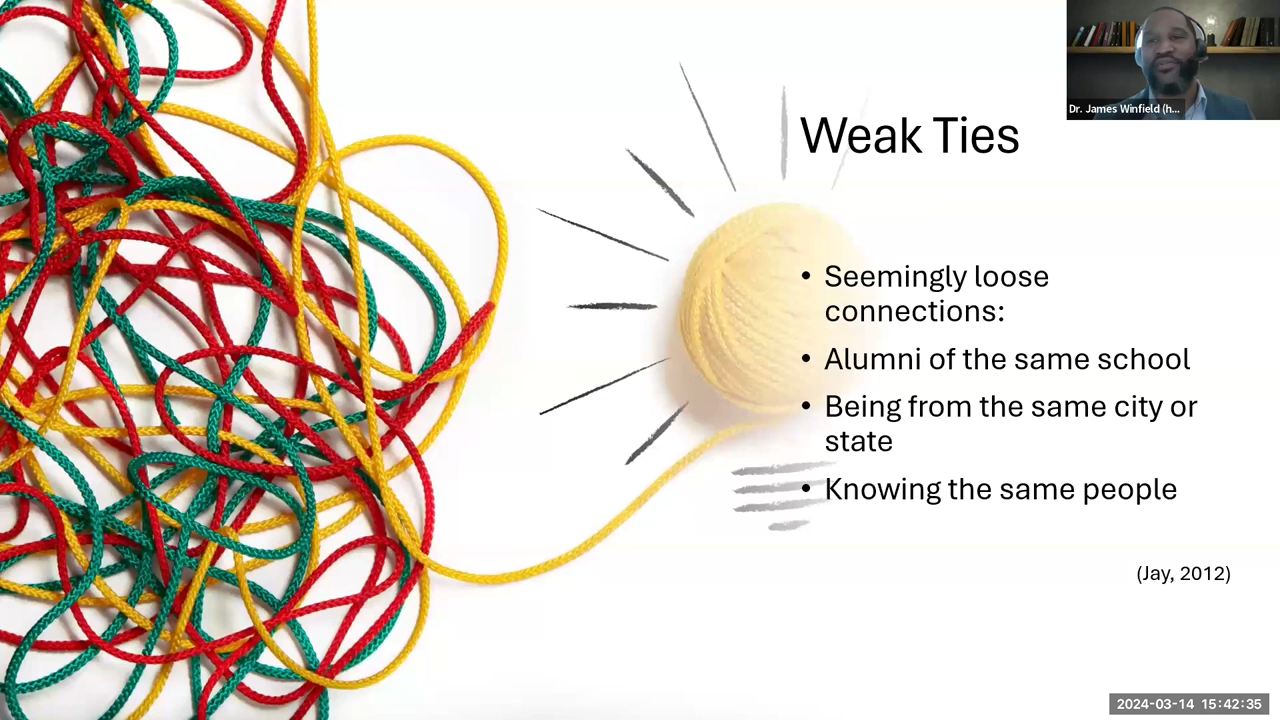 Dr. James Winfield (h...
Weak Ties
• Seemingly loose
connections:
• Alumni of the same school
• Being from the same city or
state
• Knowing the same people
(Jay, 2012)
2024-03-14 15:42:35